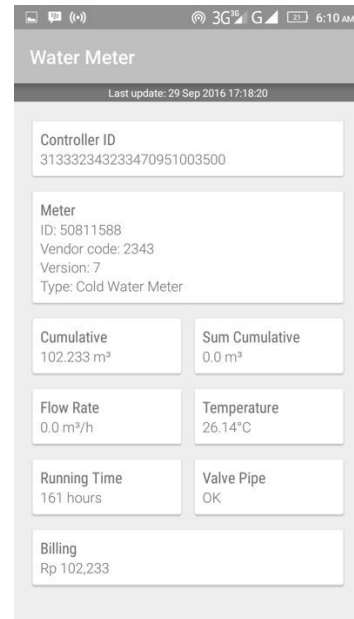 3G 3G G 21 6:10 AM
Water Meter
Last update: 29 Sep 2016 17:18:20
Controller ID
313332343233470951003500
Meter
ID: 50811588
Vendor code: 2343
Version: 7
Type: Cold Water Meter
Cumulative
102.233 m³
Sum Cumulative
0.0 m³
Flow Rate
0.0 m³/h
Temperature
26.14°C
Running Time
161 hours
Valve Pipe
OK
Billing
Rp 102,233